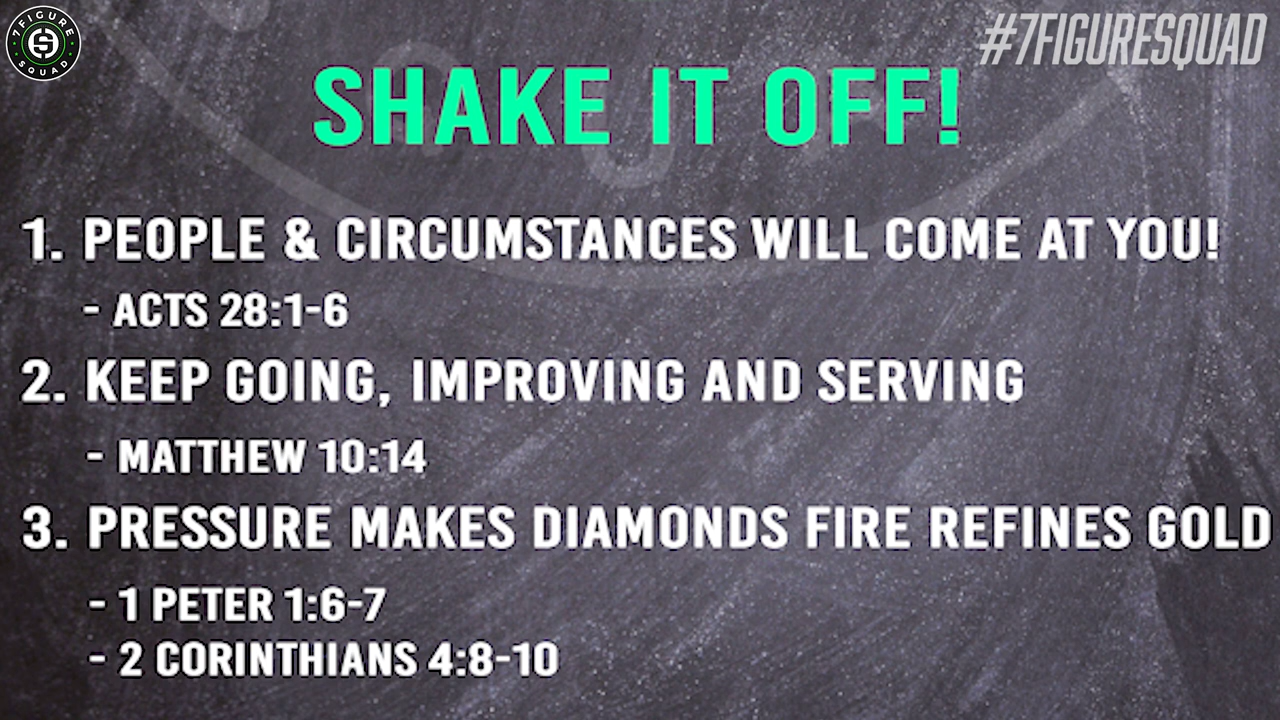 7FIGURE
SQUAD
#7FIGURESQUAD
SHAKE IT OFF!
1. PEOPLE & CIRCUMSTANCES WILL COME AT YOU!
- ACTS 28:1-6
2. KEEP GOING, IMPROVING AND SERVING
- MATTHEW 10:14
3. PRESSURE MAKES DIAMONDS FIRE REFINES GOLD
- 1 PETER 1:6-7
- 2 CORINTHIANS 4:8-10